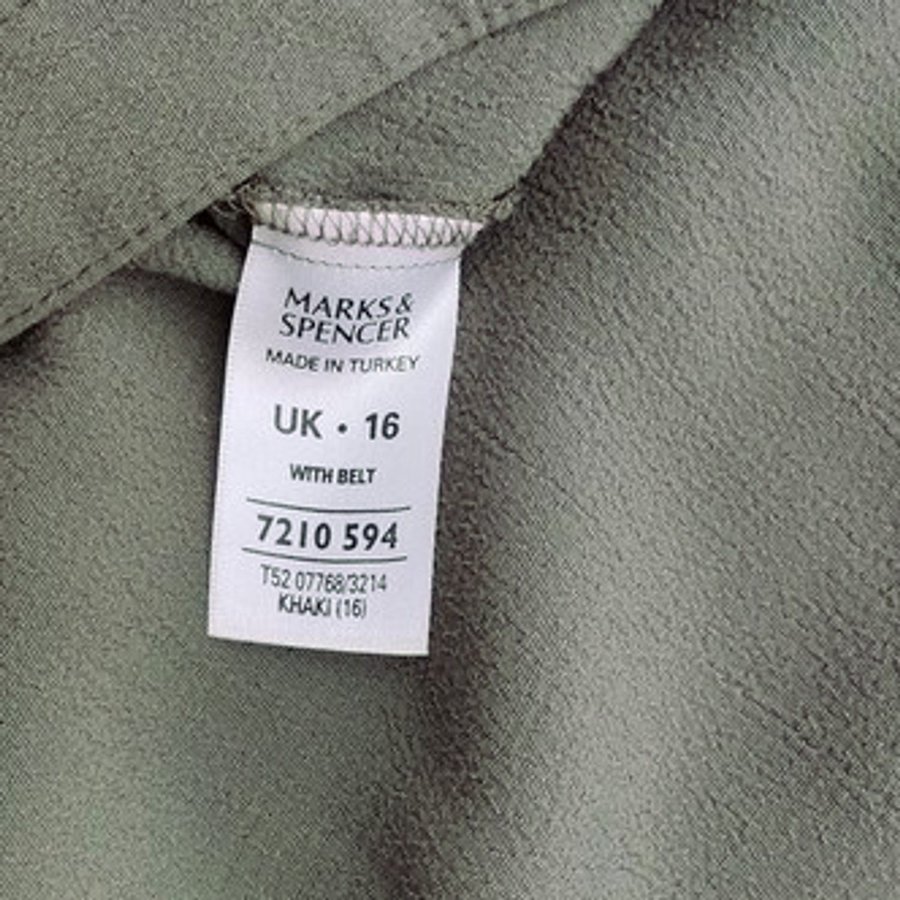 MARKS&
SPENCER
MADE IN TURKEY
UK • 16
WITH BELT
7210 594
T52 07768/3214
KHAKI (16)